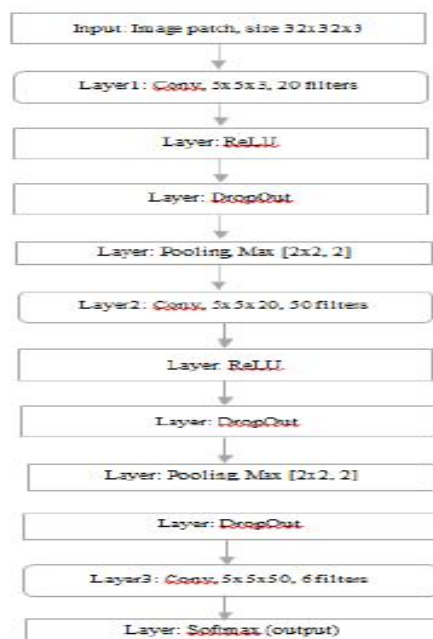 Input: Image patch, size 32x32x3
Layer1: Conv, 5x5x3, 20 filters
Layer: ReLU
Layer: DropOut
Layer: Pooling, Max [2x2, 2]
Layer2: Conv, 5x5x20, 50 filters
Layer: ReLU
Layer: DropOut
Layer: Pooling, Max [2x2, 2]
Layer: DropOut
Layer3: Conv, 5x5x50, 6 filters
Layer: Sofmax (output)